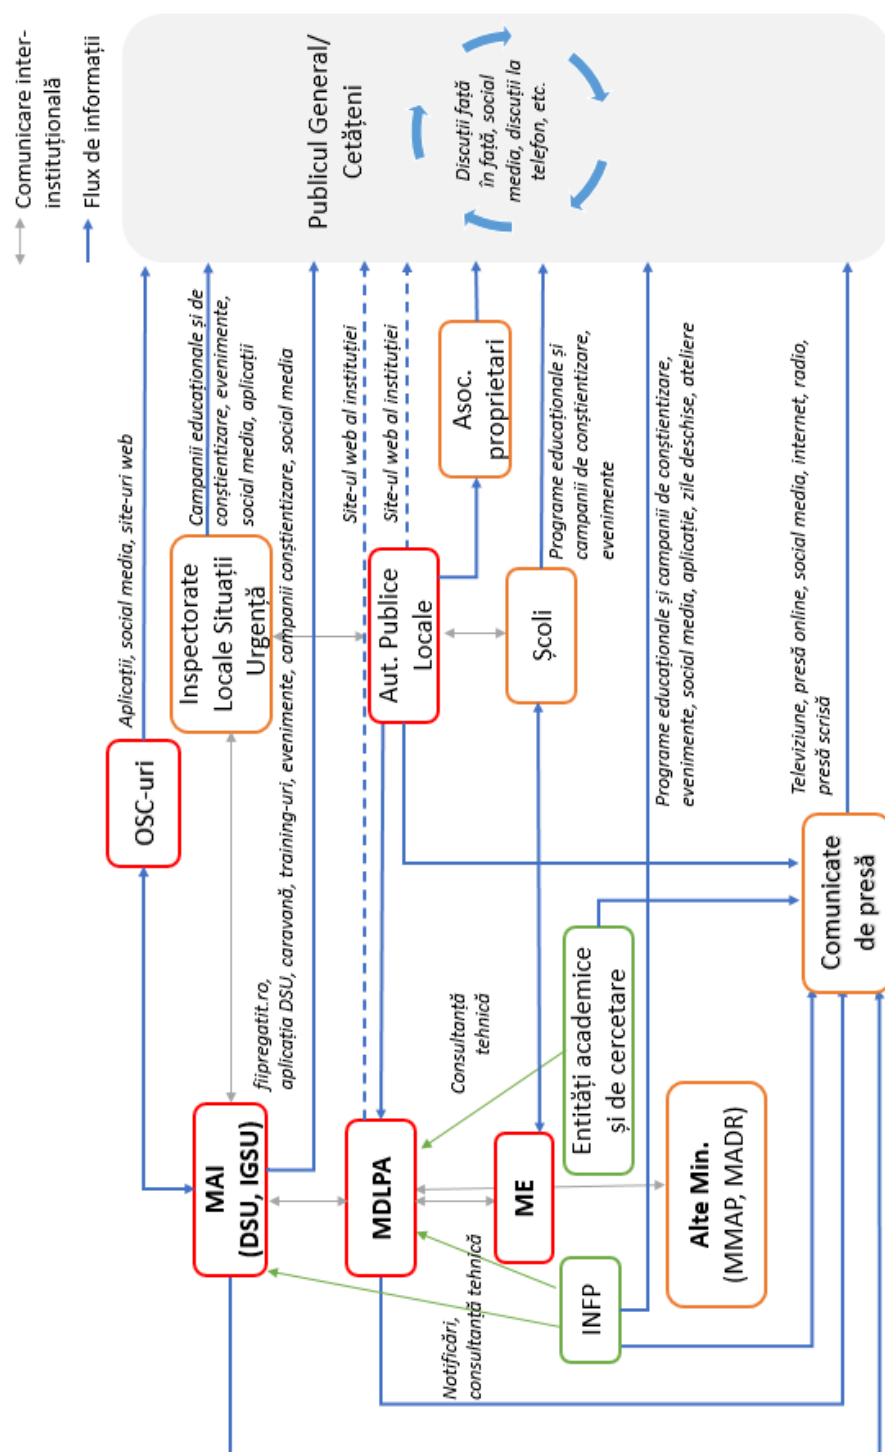 Comunicare inter-
instituțională
Flux de informații
Publicul General/
Cetățeni
Discuții față
în față, social
media, discuții la
telefon, etc.
Aplicații, social media, site-uri web
Campanii educaționale și de
conștientizare, evenimente,
social media, aplicații
fiipregatit.ro,
aplicația DSU, caravană, training-uri, evenimente, campanii conștientizare, social media
Site-ul web al instituției
Site-ul web al instituției
Programe educaționale și
campanii de conștientizare,
evenimente
Programe educaționale și campanii de conștientizare,
evenimente, social media, aplicație, zile deschise, ateliere
Televiziune, presă online, social media, internet, radio,
presă scrisă
OSC-uri
Inspectorate
Locale Situații
Urgență
Aut. Publice
Locale
Asoc.
proprietari
Școli
Comunicate
de presă
MAI
(DSU, IGSU)
MDLPA
ME
Consultanță
tehnică
Entități academice
și de cercetare
Alte Min.
(MMAP, MADR)
INFP
Notificări,
consultanță tehnică